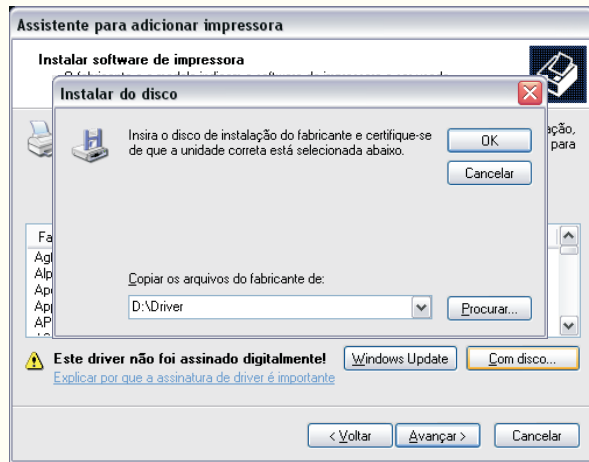 Assistente para adicionar impressora
Instalar software de impressora
Instalar do disco
Insira o disco de instalação do fabricante e certifique-se
de que a unidade correta está selecionada abaixo.
OK
Cancelar
para
Copiar os arquivos do fabricante de:
D:\Driver
Procurar...
Este driver não foi assinado digitalmente!
Windows Update
Com disco...
Explicar por que a assinatura de driver é importante
< Voltar
Avançar >
Cancelar